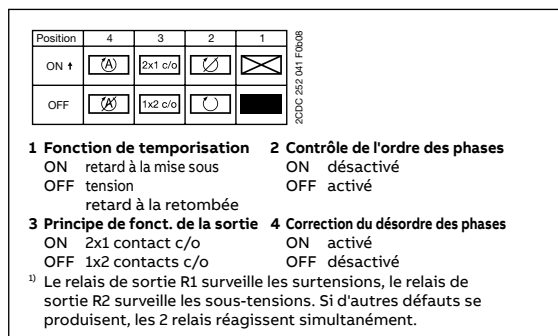 Position 4 3 2 1
ON (A) 2x1 c/o
OFF (A) 1x2 c/o
2CDC 252 041 F0b08
1 Fonction de temporisation 2 Contrôle de l'ordre des phases
ON retard à la mise sous ON désactivé
OFF tension OFF activé
retard à la retombée
3 Principe de fonct. de la sortie 4 Correction du désordre des phases
ON 2x1 contact c/o ON activé
OFF 1x2 contacts c/o OFF désactivé
1) Le relais de sortie R1 surveille les surtensions, le relais de
sortie R2 surveille les sous-tensions. Si d'autres défauts se
produisent, les 2 relais réagissent simultanément.